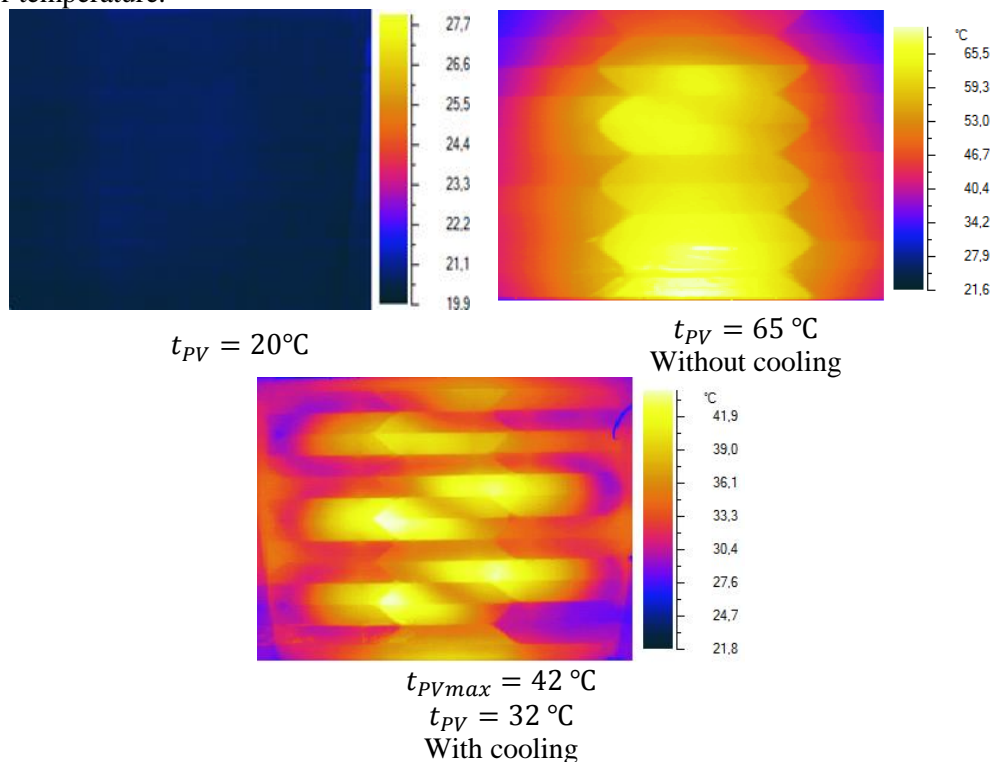 temperature.
27,7
26,6
25,5
24,4
23,3
22,2
21,1
19,9
°C
65,5
59,3
53,0
46,7
40,4
34,2
27,9
21,6
t_PV = 20°C
t_PV = 65 °C
Without cooling
°C
41,9
39,0
36,1
33,3
30,4
27,6
24,7
21,8
t_PVmax = 42 °C
t_PV = 32 °C
With cooling